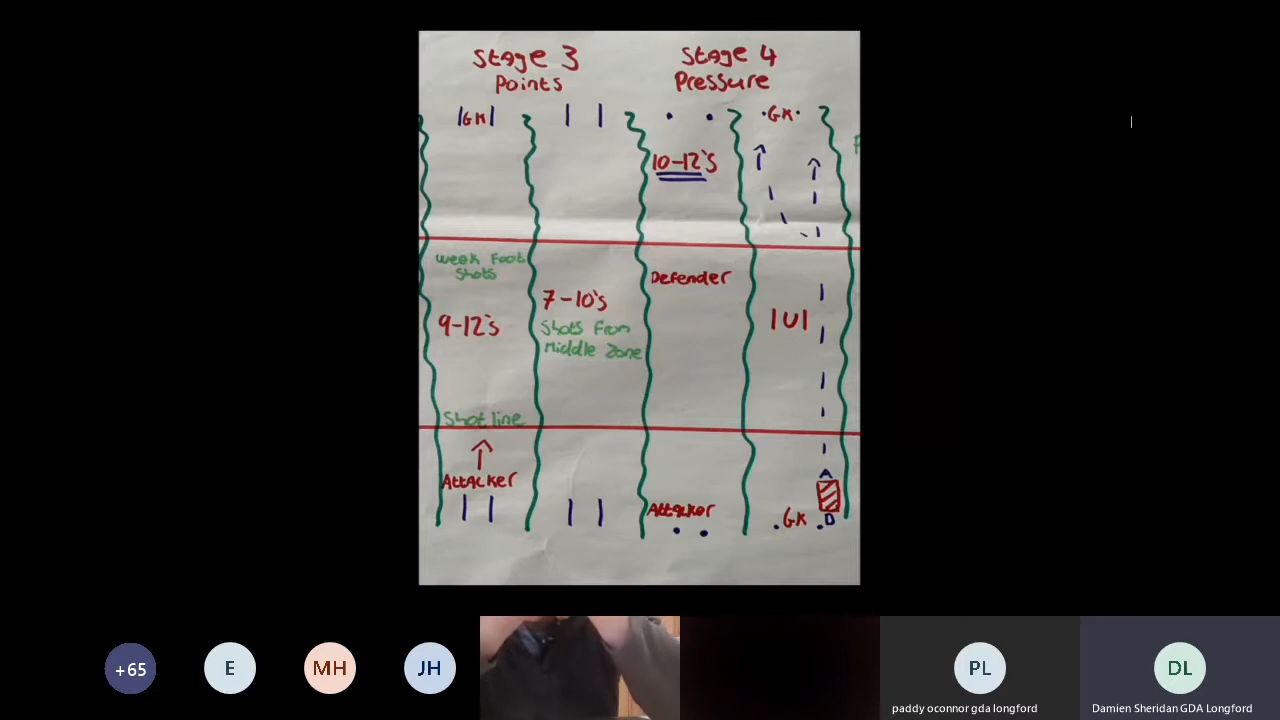 Stage 3
Points
Stage 4
Pressure
GK
GK
10-12's
Week Foot
Shots
9-12's
7-10's
Shots From
Middle Zone
Defender
1U1
Shot line
Attacker
Attacker
GK
A
D
+65
E
MH
JH
PL
paddy oconnor gda longford
DL
Damien Sheridan GDA Longford